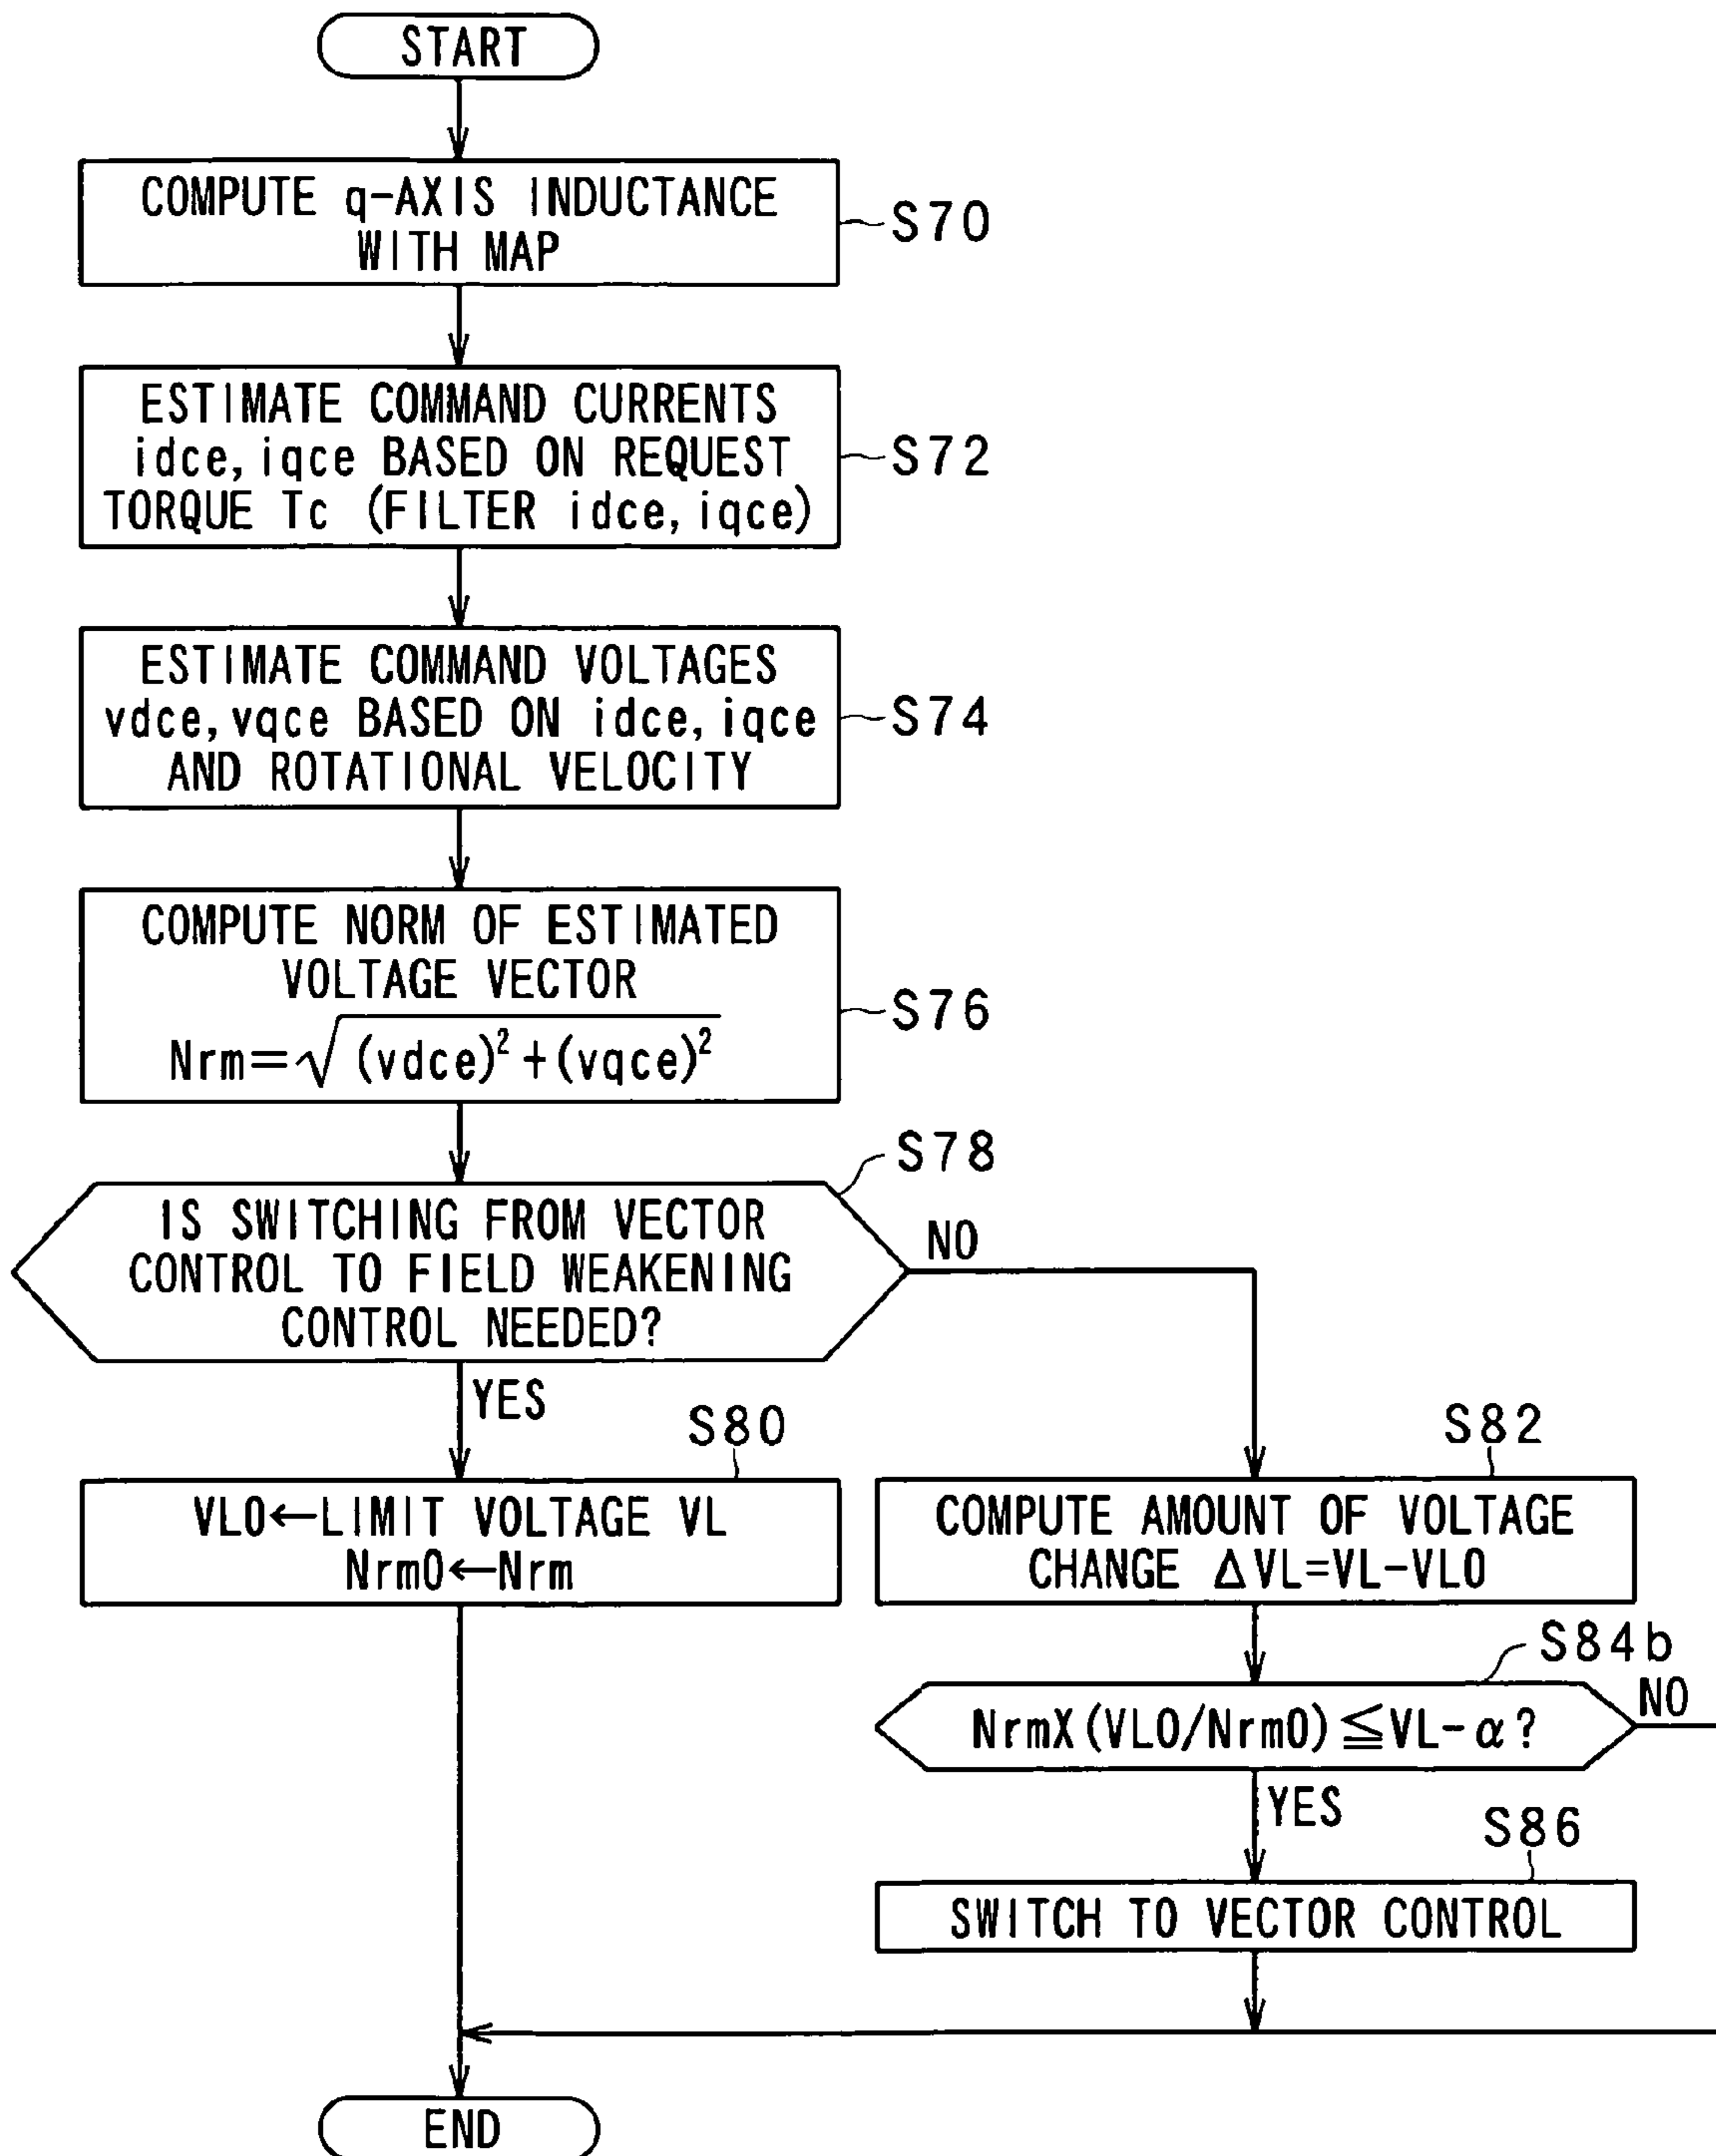 START
COMPUTE q-AXIS INDUCTANCE
WITH MAP
S70
ESTIMATE COMMAND CURRENTS
idce, iqce BASED ON REQUEST
TORQUE Tc (FILTER idce, iqce)
S72
ESTIMATE COMMAND VOLTAGES
vdce, vqce BASED ON idce, iqce
AND ROTATIONAL VELOCITY
S74
COMPUTE NORM OF ESTIMATED
VOLTAGE VECTOR
Nrm=√(vdce)²+(vqce)²
S76
S78
IS SWITCHING FROM VECTOR
CONTROL TO FIELD WEAKENING
CONTROL NEEDED?
NO
YES
S80
VL0←LIMIT VOLTAGE VL
Nrm0←Nrm
S82
COMPUTE AMOUNT OF VOLTAGE
CHANGE ΔVL=VL-VL0
S84b
NrmX(VL0/Nrm0)≦VL-α?
NO
YES
S86
SWITCH TO VECTOR CONTROL
END